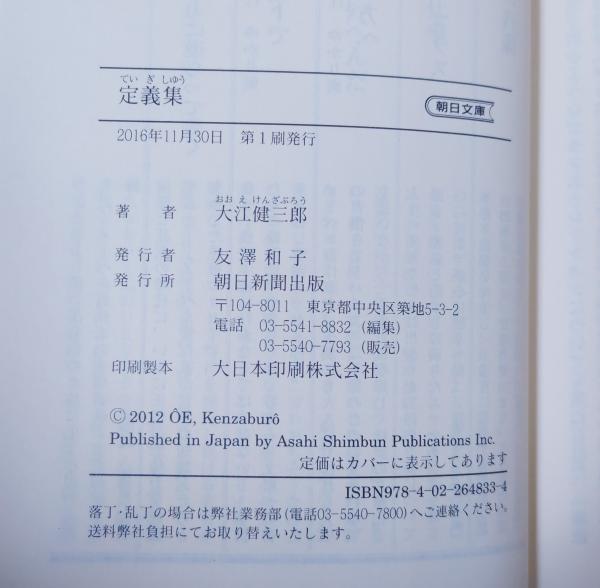 てい ぎ しゅう
定義集
朝日文庫
2016年11月30日　第1刷発行
おお え けんざぶろう
著者　大江健三郎
発行者　友澤和子
発行所　朝日新聞出版
〒104-8011　東京都中央区築地5-3-2
電話　03-5541-8832（編集）
03-5540-7793（販売）
印刷製本　大日本印刷株式会社
©2012 ÔE, Kenzaburô
Published in Japan by Asahi Shimbun Publications Inc.
定価はカバーに表示してあります
ISBN978-4-02-264833-4
落丁・乱丁の場合は弊社業務部（電話03-5540-7800）へご連絡ください。
送料弊社負担にてお取り替えいたします。